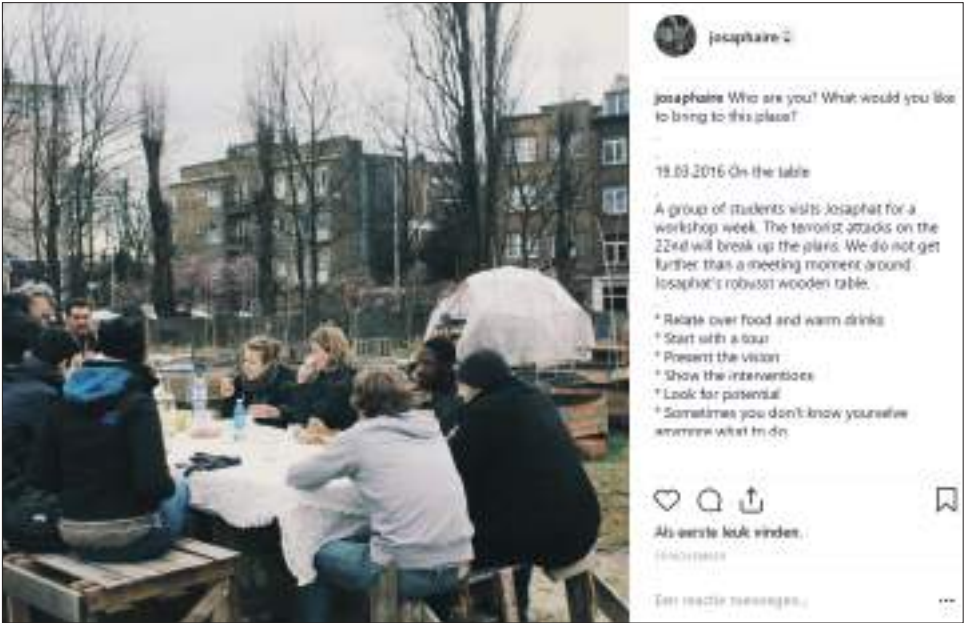 josaphaire
josaphaire Who are you? What would you like
to bring to this place?
19.03.2016 On the table
A group of students visits Josaphat for a
workshop week. The terrorist attacks on the
22nd will break up the plans. We do not get
further than a meeting moment around
Josaphat's robusst wooden table.
* Relate over food and warm drinks
* Start with a tour
* Present the vision
* Show the interventions
* Look for potential
* Sometimes you don't know yourselve
anymore what to do.
Als eerste leuk vinden.
Een reactie toevoegen...